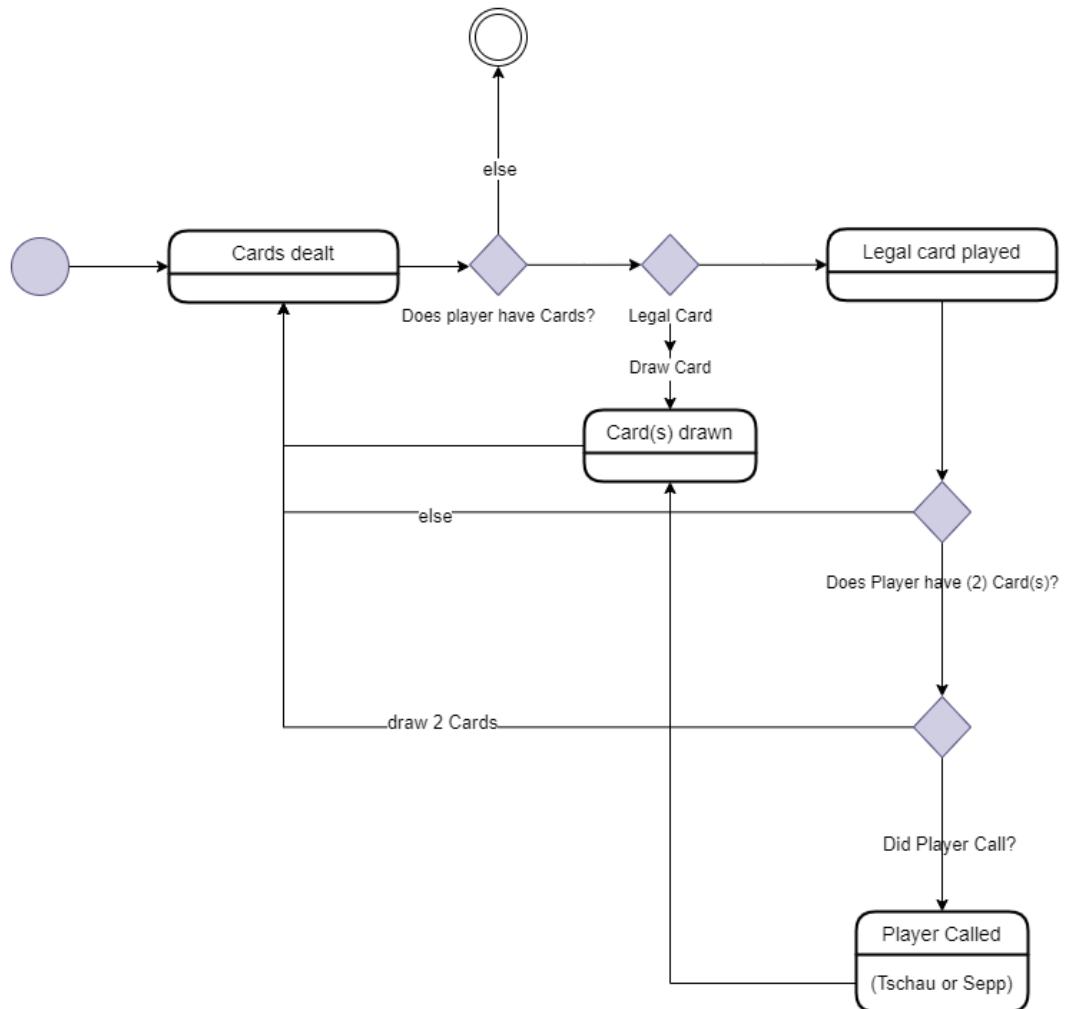 else
Cards dealt
Legal card played
Does player have Cards?
Legal Card
Draw Card
Card(s) drawn
else
Does Player have (2) Card(s)?
draw 2 Cards
Did Player Call?
Player Called
(Tschau or Sepp)